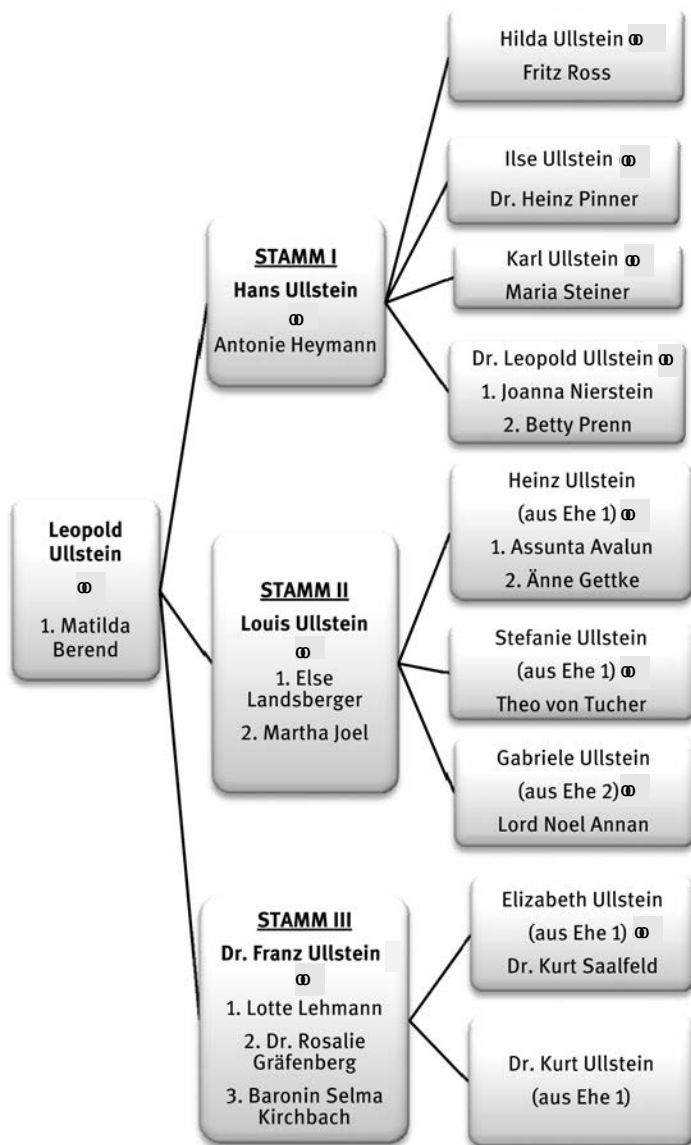 Leopold
Ullstein
⚭
1. Matilda
Berend
STAMM I
Hans Ullstein
⚭
Antonie Heymann
Hilda Ullstein ⚭
Fritz Ross
Ilse Ullstein ⚭
Dr. Heinz Pinner
Karl Ullstein ⚭
Maria Steiner
Dr. Leopold Ullstein ⚭
1. Joanna Nierstein
2. Betty Prenn
STAMM II
Louis Ullstein
⚭
1. Else
Landsberger
2. Martha Joel
Heinz Ullstein
(aus Ehe 1) ⚭
1. Assunta Avalun
2. Änne Gettke
Stefanie Ullstein
(aus Ehe 1) ⚭
Theo von Tucher
Gabriele Ullstein
(aus Ehe 2) ⚭
Lord Noel Annan
STAMM III
Dr. Franz Ullstein
⚭
1. Lotte Lehmann
2. Dr. Rosalie
Gräfenberg
3. Baronin Selma
Kirchbach
Elizabeth Ullstein
(aus Ehe 1) ⚭
Dr. Kurt Saalfeld
Dr. Kurt Ullstein
(aus Ehe 1)